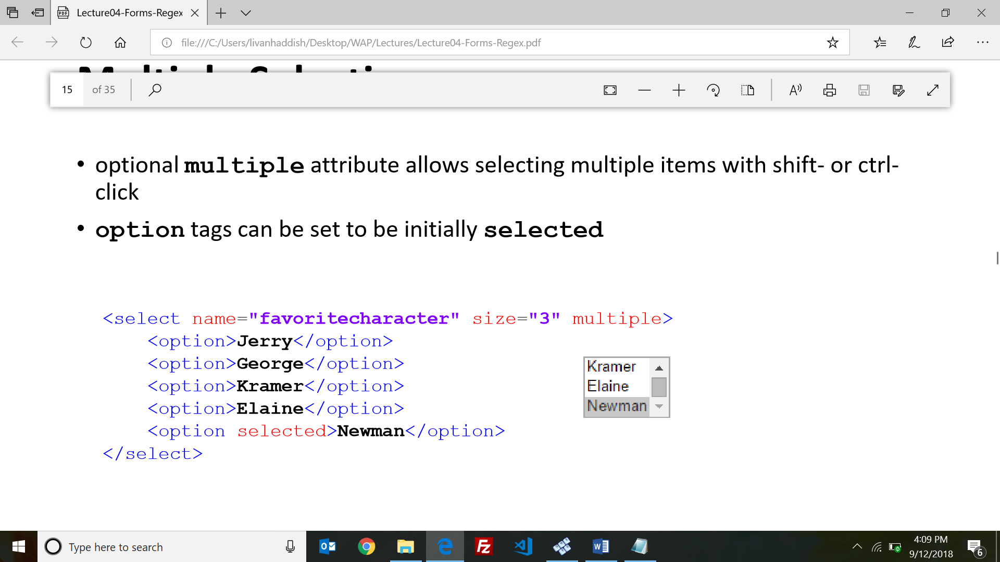 Lecture04-Forms-Regex
file:///C:/Users/livanhaddish/Desktop/WAP/Lectures/Lecture04-Forms-Regex.pdf
15 of 35
• optional multiple attribute allows selecting multiple items with shift- or ctrl-
click
• option tags can be set to be initially selected
<select name="favoritecharacter" size="3" multiple>
<option>Jerry</option>
<option>George</option>
<option>Kramer</option>
<option>Elaine</option>
<option selected>Newman</option>
</select>
Kramer
Elaine
Newman
Type here to search
4:09 PM
9/12/2018
6